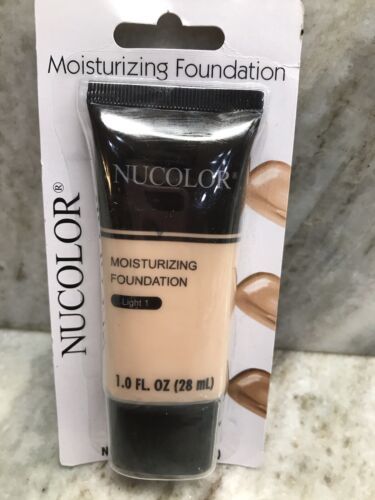 Moisturizing Foundation
NUCOLOR®
NUCOLOR®
MOISTURIZING
FOUNDATION
Light 1
1.0 FL. OZ (28 mL)